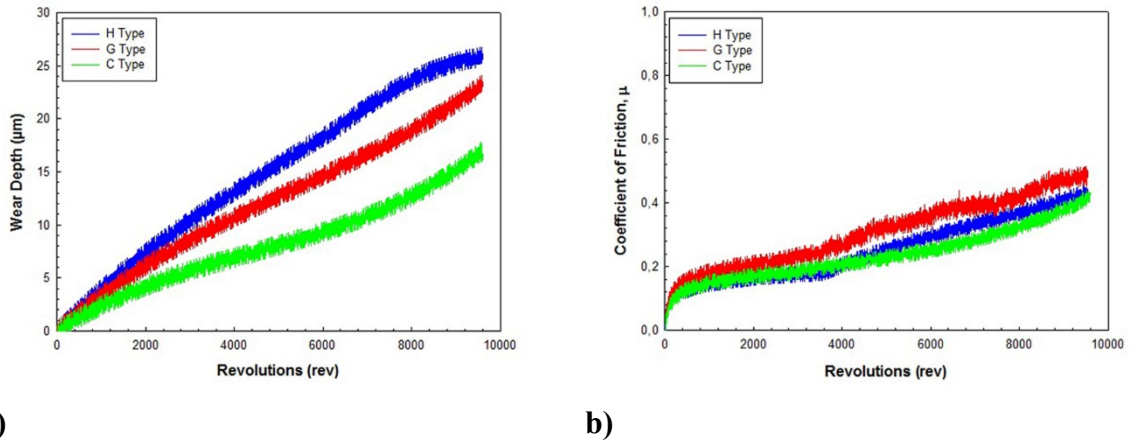 30
25
20
15
10
5
0
Wear Depth (µm)
H Type
G Type
C Type
0 2000 4000 6000 8000 10000
Revolutions (rev)
)
1,0
0,8
0,6
0,4
0,2
0,0
Coefficient of Friction, µ
H Type
G Type
C Type
0 2000 4000 6000 8000 10000
Revolutions (rev)
b)